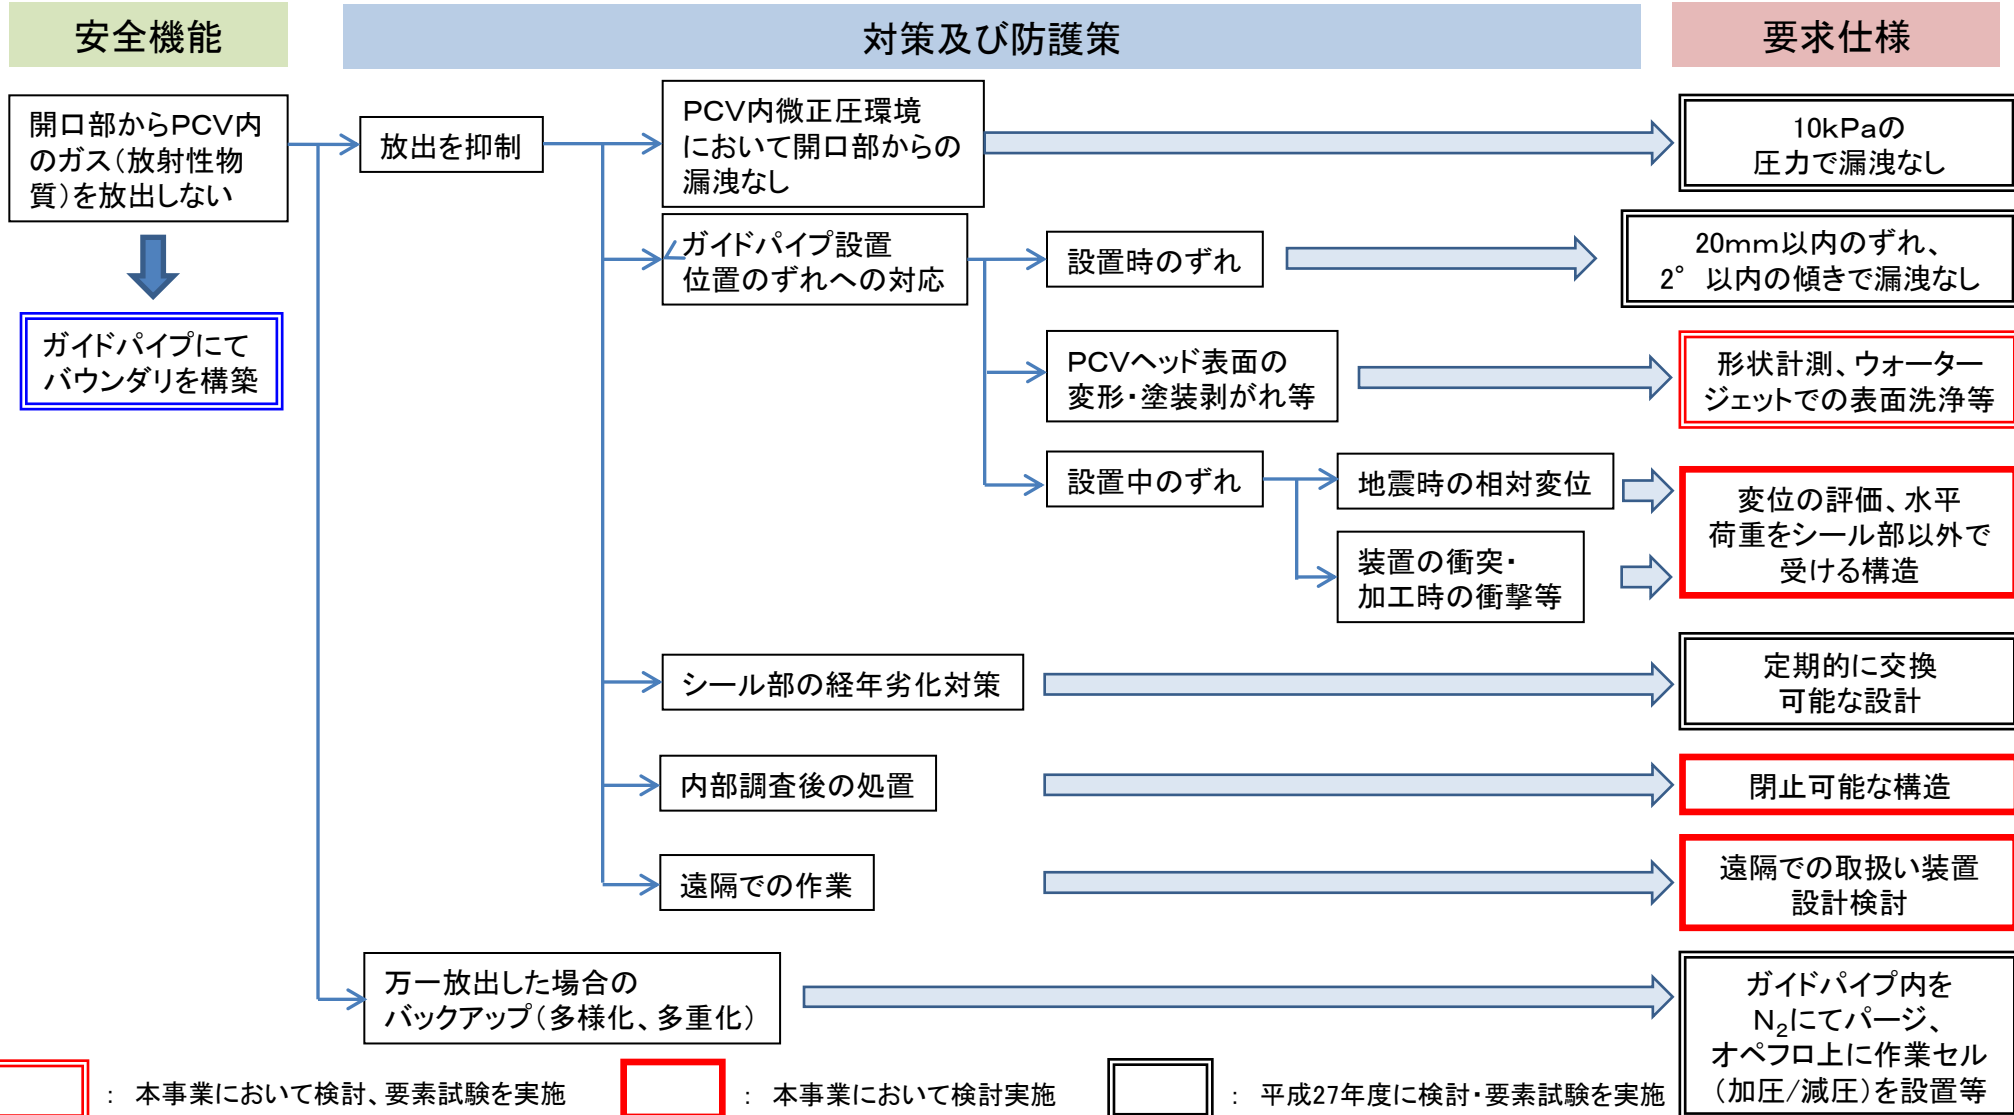 安全機能
対策及び防護策
要求仕様
開口部からPCV内
のガス(放射性物
質)を放出しない
ガイドパイプにて
バウンダリを構築
放出を抑制
PCV内微正圧環境
において開口部からの
漏洩なし
10kPaの
圧力で漏洩なし
ガイドパイプ設置
位置のずれへの対応
設置時のずれ
20mm以内のずれ、
2°以内の傾きで漏洩なし
PCVヘッド表面の
変形・塗装剥がれ等
形状計測、ウォーター
ジェットでの表面洗浄等
設置中のずれ
地震時の相対変位
装置の衝突・
加工時の衝撃等
変位の評価、水平
荷重をシール部以外で
受ける構造
シール部の経年劣化対策
定期的に交換
可能な設計
内部調査後の処置
閉止可能な構造
遠隔での作業
遠隔での取扱い装置
設計検討
万一放出した場合の
バックアップ(多様化、多重化)
ガイドパイプ内を
N₂にてパージ、
オペフロ上に作業セル
(加圧/減圧)を設置等
: 本事業において検討、要素試験を実施
: 本事業において検討実施
: 平成27年度に検討・要素試験を実施